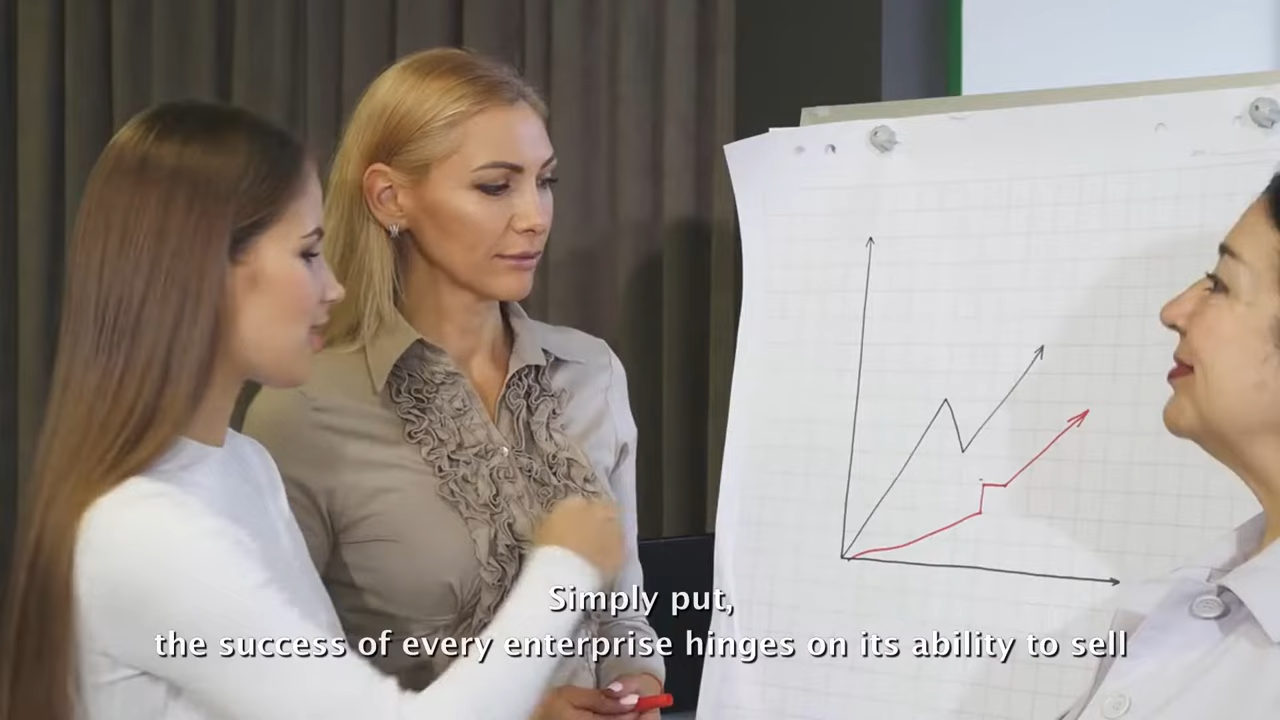 Simply put,
the success of every enterprise hinges on its ability to sell